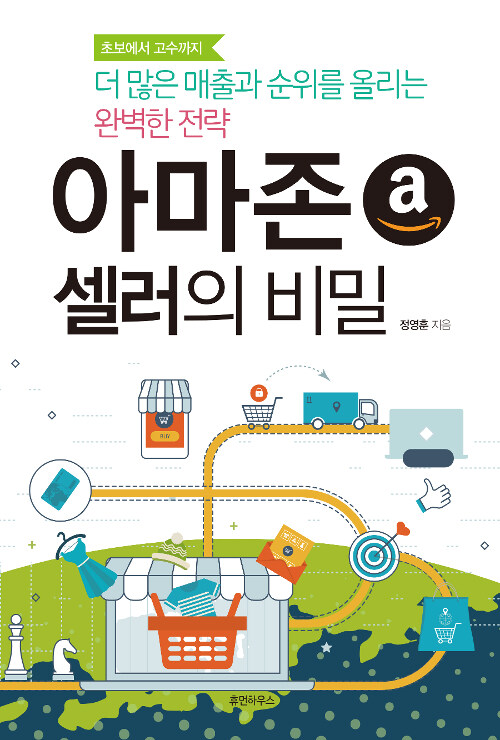 초보에서 고수까지
더 많은 매출과 순위를 올리는
완벽한 전략
아마존 a
셀러의 비밀
정영훈 지음
BUY
휴먼하우스